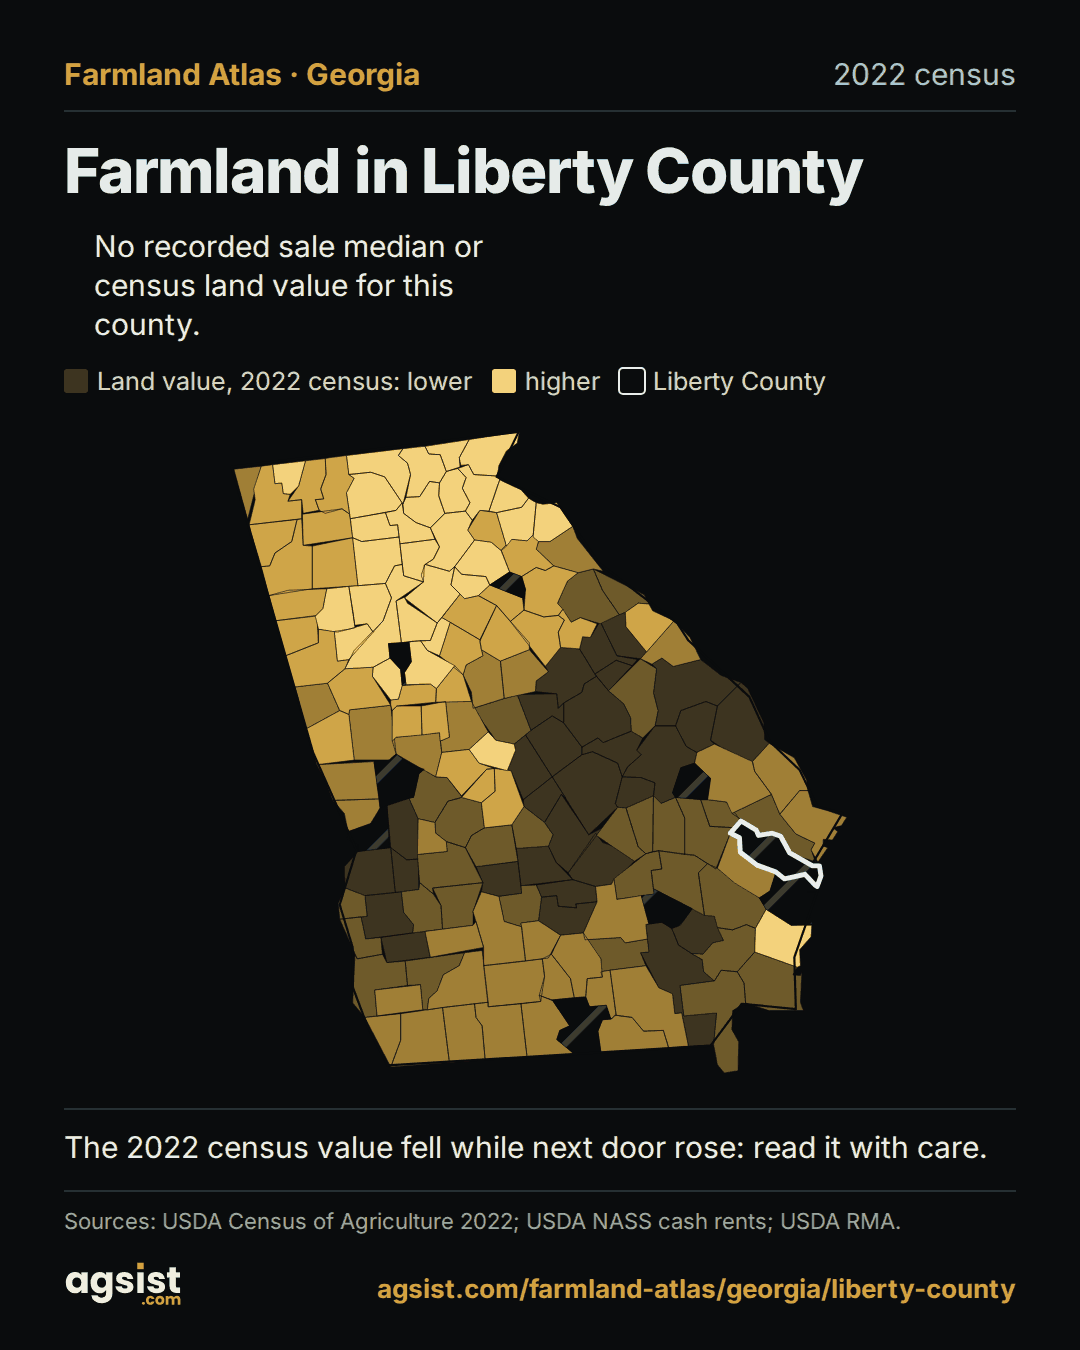 Farmland Atlas · Georgia
2022 census
Farmland in Liberty County
No recorded sale median or
census land value for this
county.
Land value, 2022 census: lower
higher
Liberty County
The 2022 census value fell while next door rose: read it with care.
Sources: USDA Census of Agriculture 2022; USDA NASS cash rents; USDA RMA.
agsist
.com
agsist.com/farmland-atlas/georgia/liberty-county